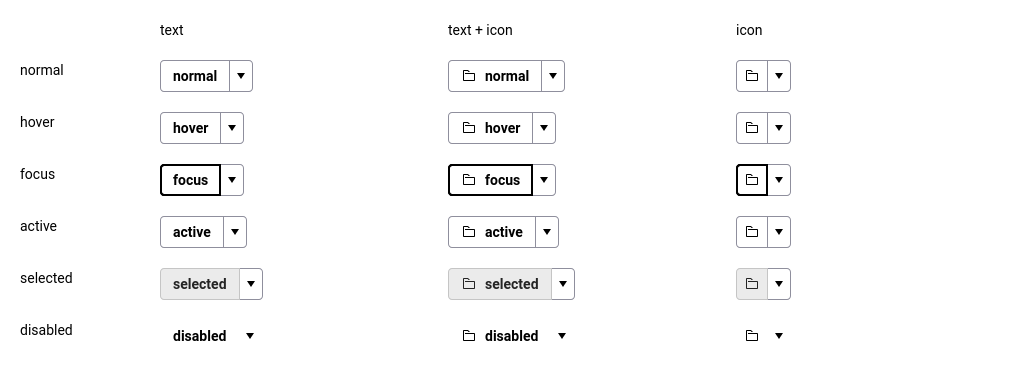 text text + icon icon
normal normal normal
hover hover hover
focus focus focus
active active active
selected selected selected
disabled disabled disabled